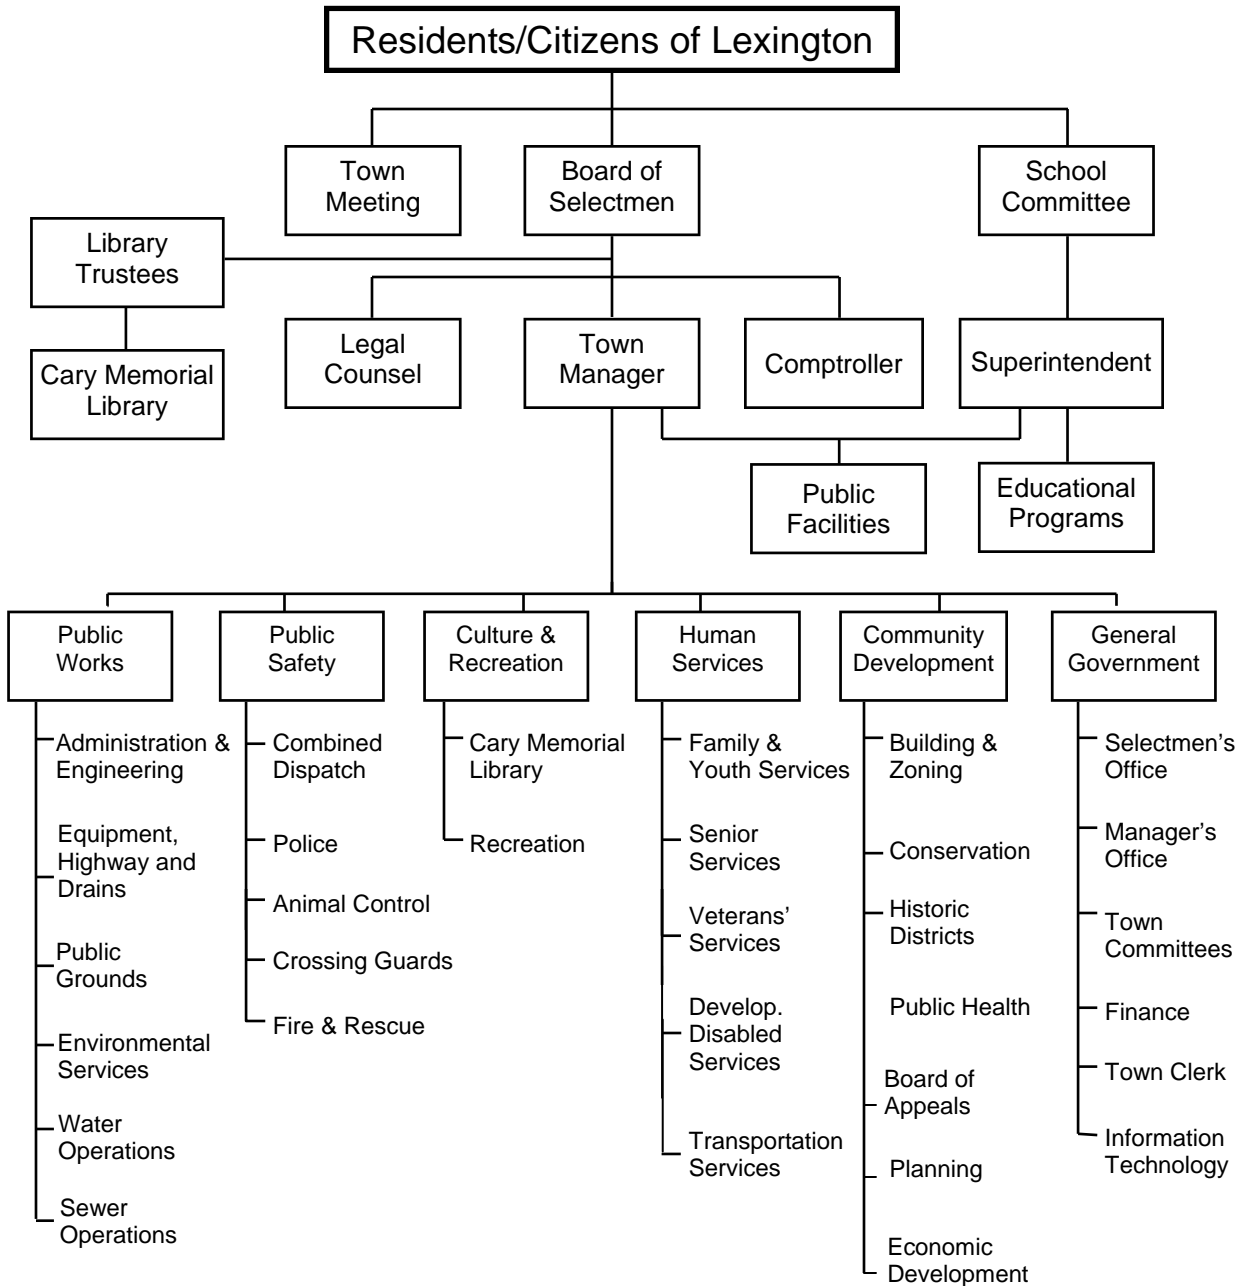 Residents/Citizens of Lexington
Town
Meeting
Board of
Selectmen
School
Committee
Library
Trustees
Cary Memorial
Library
Legal
Counsel
Town
Manager
Comptroller
Superintendent
Public
Facilities
Educational
Programs
Public
Works
Public
Safety
Culture &
Recreation
Human
Services
Community
Development
General
Government
Administration &
Engineering
Equipment,
Highway and
Drains
Public
Grounds
Environmental
Services
Water
Operations
Sewer
Operations
Combined
Dispatch
Police
Animal Control
Crossing Guards
Fire & Rescue
Cary Memorial
Library
Recreation
Family &
Youth Services
Senior
Services
Veterans’
Services
Develop.
Disabled
Services
Transportation
Services
Building &
Zoning
Conservation
Historic
Districts
Public Health
Board of
Appeals
Planning
Economic
Development
Selectmen’s
Office
Manager’s
Office
Town
Committees
Finance
Town Clerk
Information
Technology